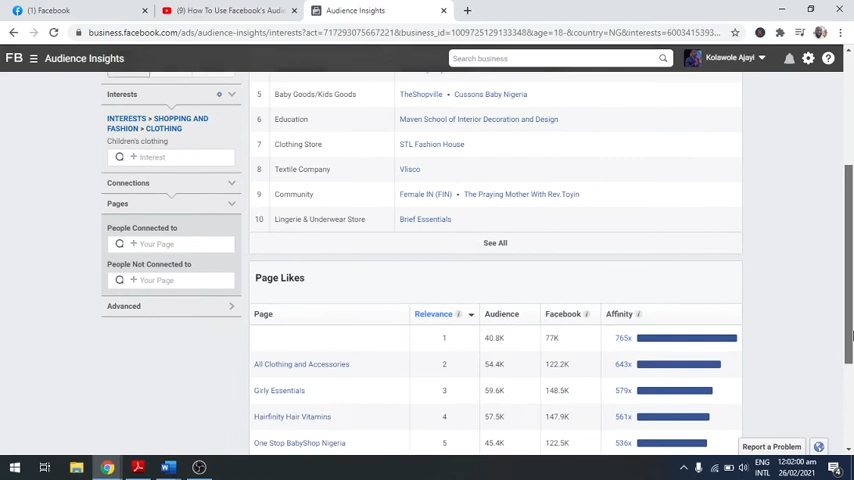 (1) Facebook
(9) How To Use Facebook's Audi
Audience Insights
business.facebook.com/ads/audience-insights/interests?act=717293075667221&business_id=1009725129133348&age=18-&country=NG&interests=6003415393...
FB Audience Insights
Search business
Kolawole Ajayi
Interests
INTERESTS > SHOPPING AND
FASHION > CLOTHING
Children's clothing
+ Interest
Connections
Pages
People Connected to
+ Your Page
People Not Connected to
+ Your Page
Advanced
5 Baby Goods/Kids Goods TheShopville • Cussons Baby Nigeria
6 Education Maven School of Interior Decoration and Design
7 Clothing Store STL Fashion House
8 Textile Company Vlisco
9 Community Female IN (FIN) • The Praying Mother With Rev.Toyin
10 Lingerie & Underwear Store Brief Essentials
See All
Page Likes
Page Relevance Audience Facebook Affinity
1 40.8K 77K 765x
All Clothing and Accessories 2 54.4K 122.2K 643x
Girly Essentials 3 59.6K 148.5K 579x
Hairfinity Hair Vitamins 4 57.5K 147.9K 561x
One Stop BabyShop Nigeria 5 45.4K 122.5K 536x
Report a Problem
ENG 12:02:00 am
INTL 26/02/2021
4